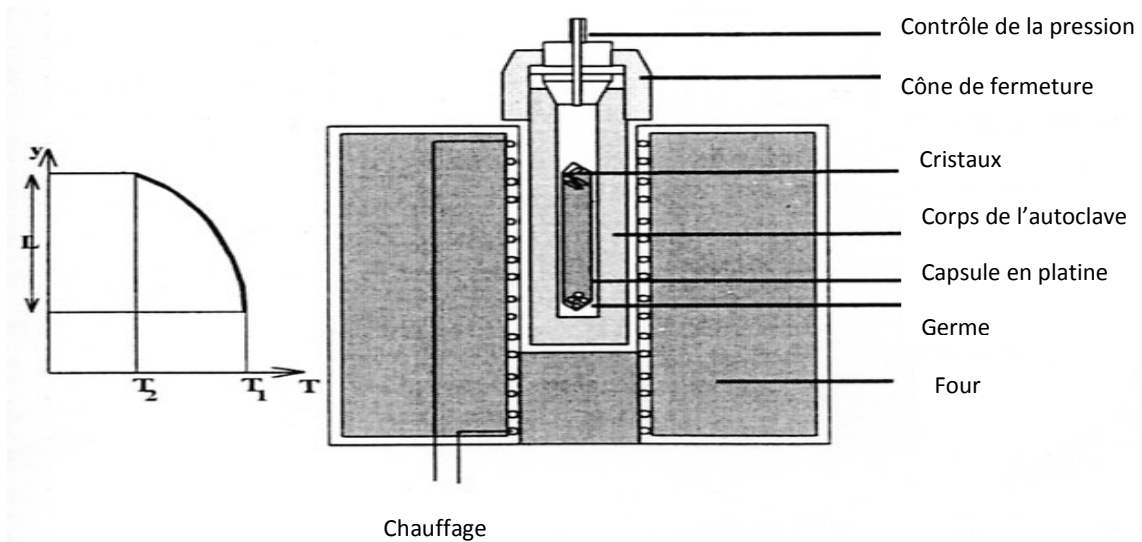 Contrôle de la pression
Cône de fermeture
Cristaux
Corps de l'autoclave
Capsule en platine
Germe
Four
Chauffage
y
L
T₂
T₁
T